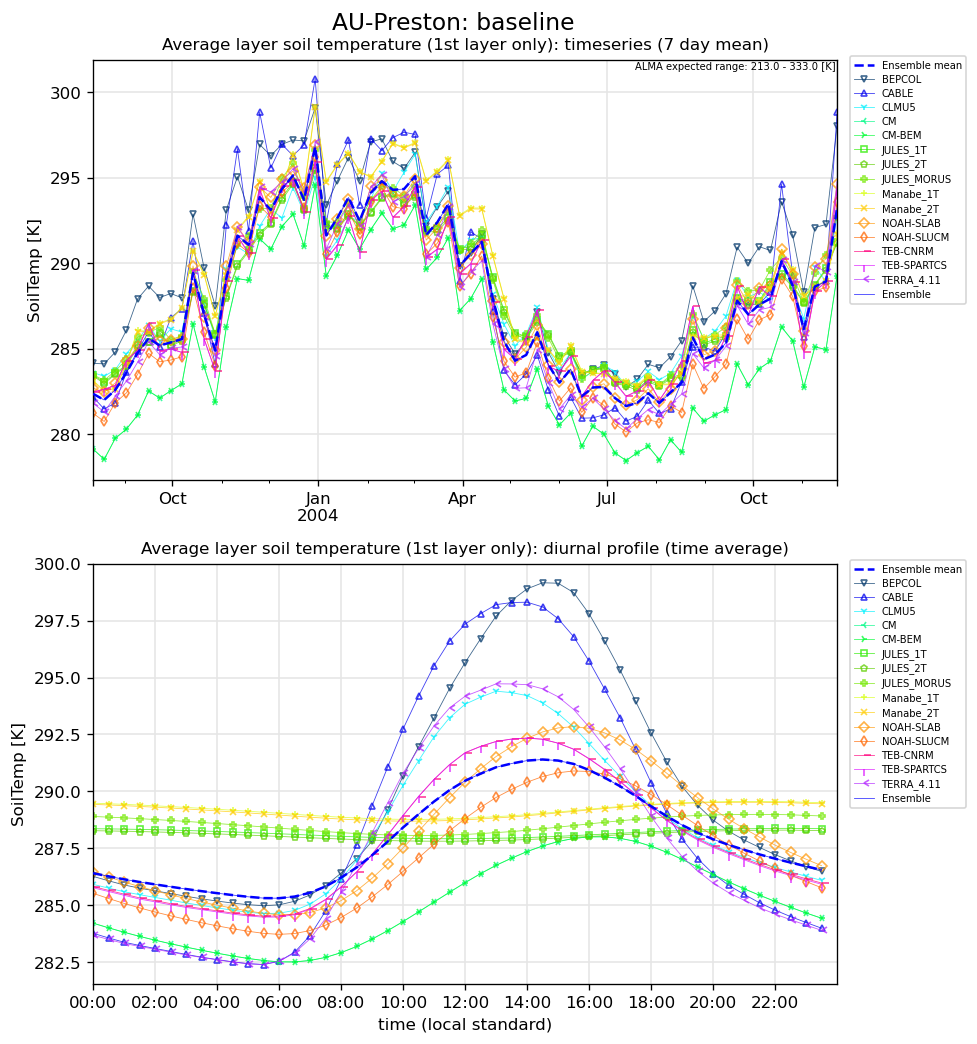 AU-Preston: baseline
Average layer soil temperature (1st layer only): timeseries (7 day mean)
ALMA expected range: 213.0 - 333.0 [K]
SoilTemp [K]
300
295
290
285
280
Oct
Jan
2004
Apr
Jul
Oct
Ensemble mean
BEPCOL
CABLE
CLMU5
CM
CM-BEM
JULES_1T
JULES_2T
JULES_MORUS
Manabe_1T
Manabe_2T
NOAH-SLAB
NOAH-SLUCM
TEB-CNRM
TEB-SPARTCS
TERRA_4.11
Ensemble
Average layer soil temperature (1st layer only): diurnal profile (time average)
SoilTemp [K]
300.0
297.5
295.0
292.5
290.0
287.5
285.0
282.5
00:00
02:00
04:00
06:00
08:00
10:00
12:00
14:00
16:00
18:00
20:00
22:00
time (local standard)
Ensemble mean
BEPCOL
CABLE
CLMU5
CM
CM-BEM
JULES_1T
JULES_2T
JULES_MORUS
Manabe_1T
Manabe_2T
NOAH-SLAB
NOAH-SLUCM
TEB-CNRM
TEB-SPARTCS
TERRA_4.11
Ensemble